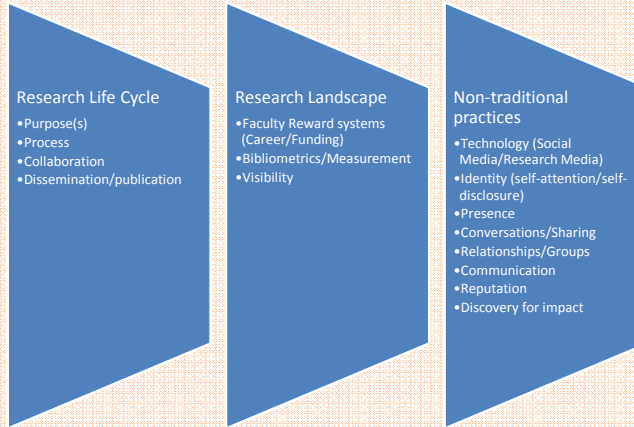 Research Life Cycle
•Purpose(s)
•Process
•Collaboration
•Dissemination/publication
Research Landscape
•Faculty Reward systems
(Career/Funding)
•Bibliometrics/Measurement
•Visibility
Non-traditional
practices
•Technology (Social
Media/Research Media)
•Identity (self-attention/self-
disclosure)
•Presence
•Conversations/Sharing
•Relationships/Groups
•Communication
•Reputation
•Discovery for impact